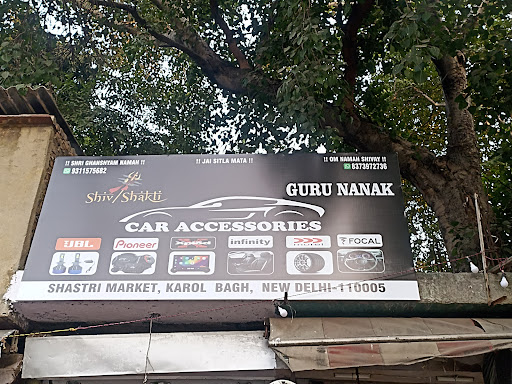 !! SHRI GHANSHYAM NAMAH !!
!! JAI SITLA MATA !!
!! OM NAMAH SHIVAY !!
9311575682
8373972736
Shiv/Shakti
GURU NANAK
CAR ACCESSORIES
JBL
Pioneer
infinity
FOCAL
SHASTRI MARKET, KAROL BAGH, NEW DELHI-110005